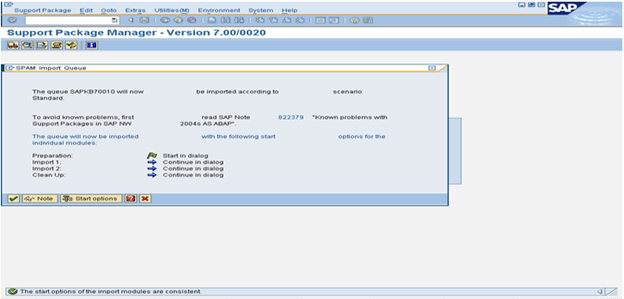 Support Package Edit Goto Extras Utilities(M) Environment System Help
SAP
Support Package Manager - Version 7.00/0020
SPAM: Import: Queue
The queue SAPKB70010 will now be imported according to scenario
Standard.
To avoid known problems, first read SAP Note 822379 "Known problems with
Support Packages in SAP NW 2004s AS ABAP".
The queue will now be imported with the following start options for the
individual modules:
Preparation: Start in dialog
Import 1: Continue in dialog
Import 2: Continue in dialog
Clean Up: Continue in dialog
Note Start options
The start options of the import modules are consistent.